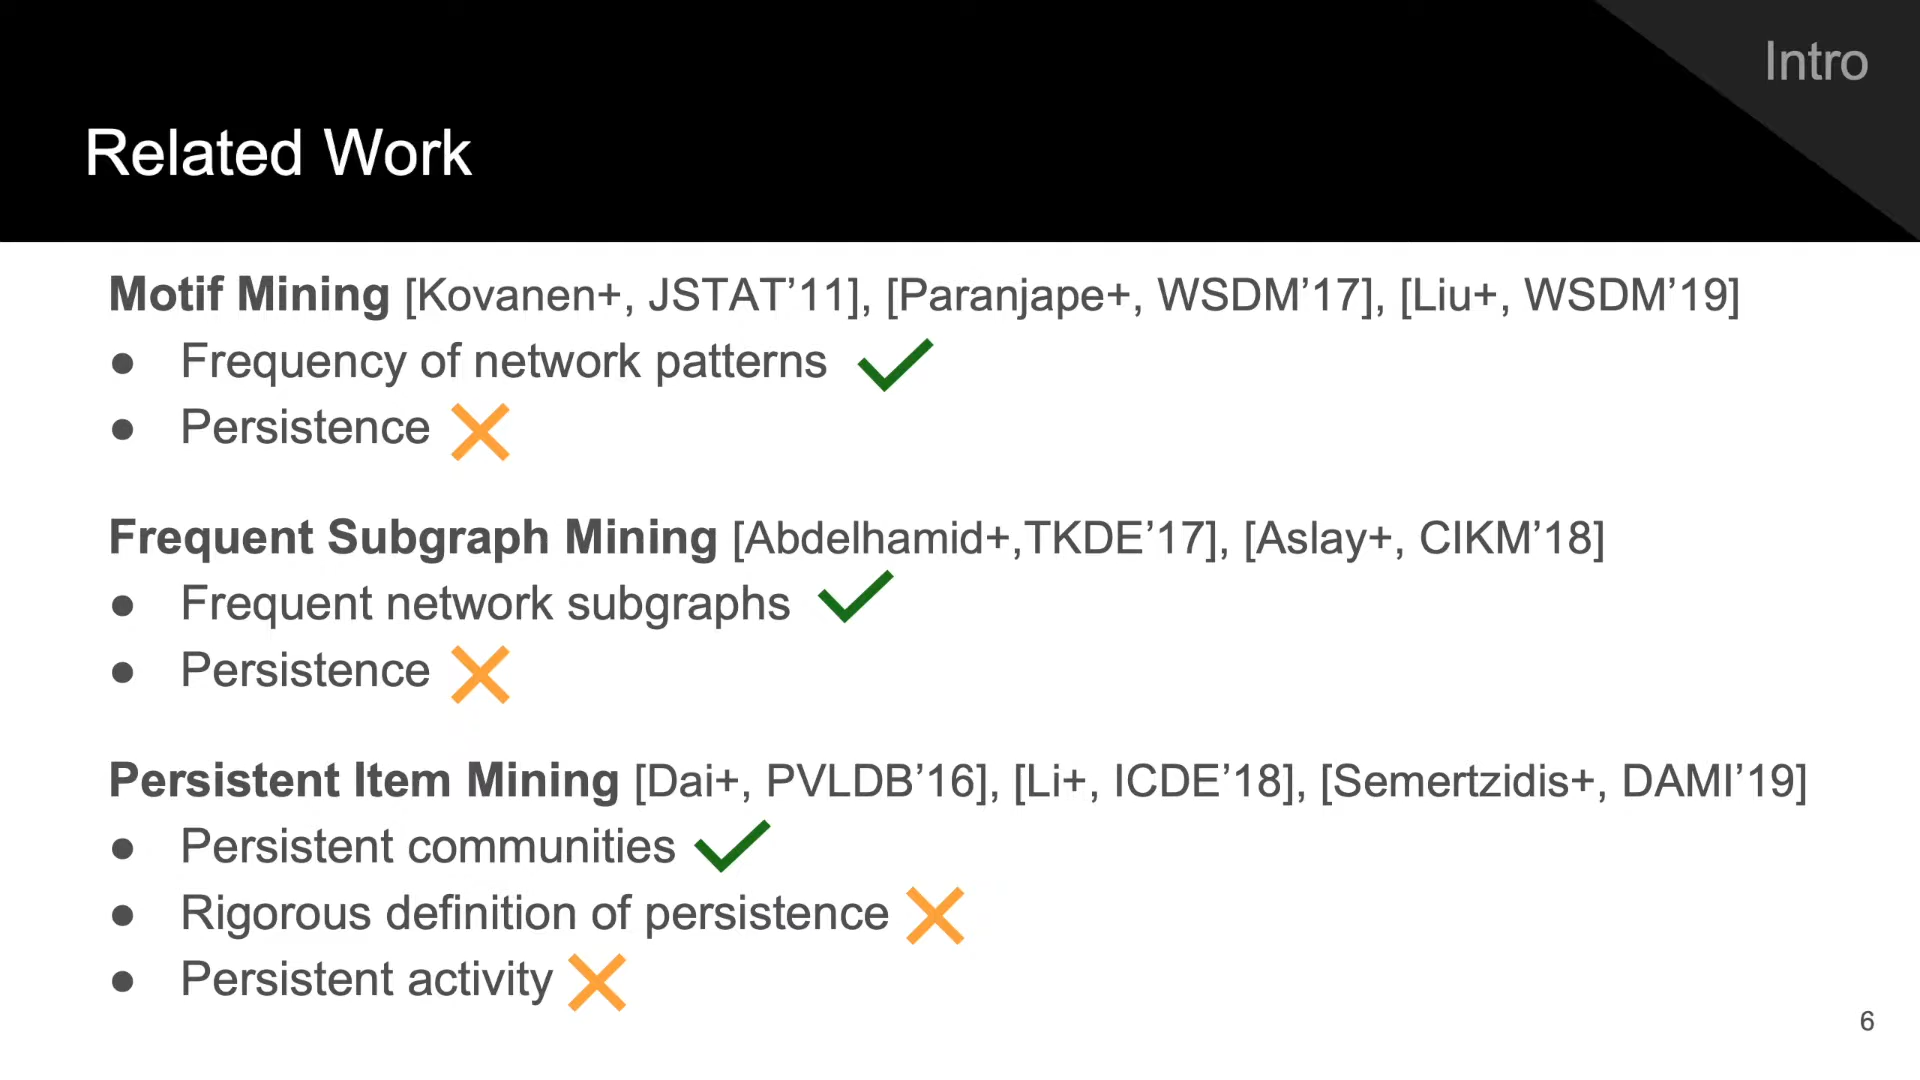 Intro
Related Work
Motif Mining [Kovanen+, JSTAT’11], [Paranjape+, WSDM’17], [Liu+, WSDM’19]
● Frequency of network patterns
● Persistence
Frequent Subgraph Mining [Abdelhamid+,TKDE’17], [Aslay+, CIKM’18]
● Frequent network subgraphs
● Persistence
Persistent Item Mining [Dai+, PVLDB’16], [Li+, ICDE’18], [Semertzidis+, DAMI’19]
● Persistent communities
● Rigorous definition of persistence
● Persistent activity
6